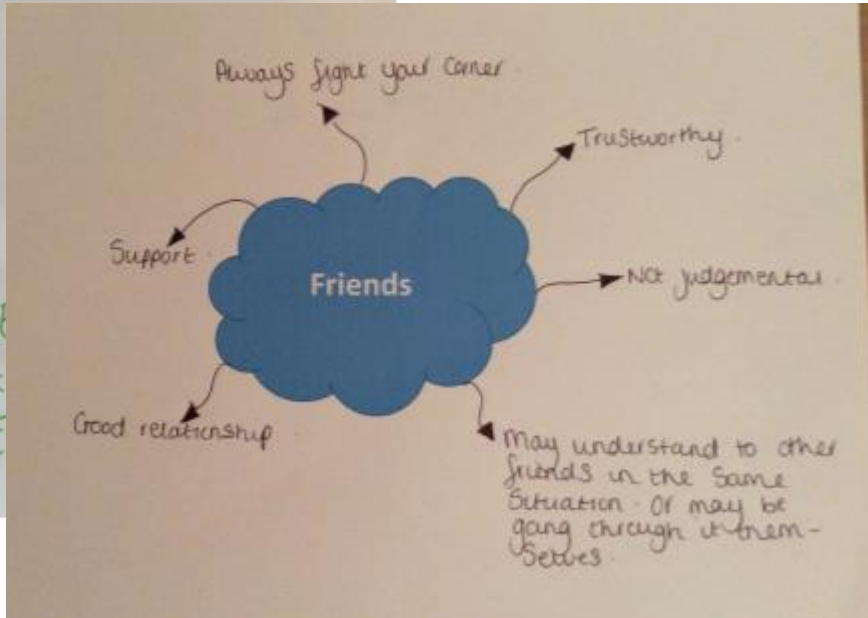 Always fight your corner.
Trustworthy.
Support.
Friends
Not judgemental.
Good relationship.
May understand to other
friends in the same
situation. Or may be
going through it them-
selves.